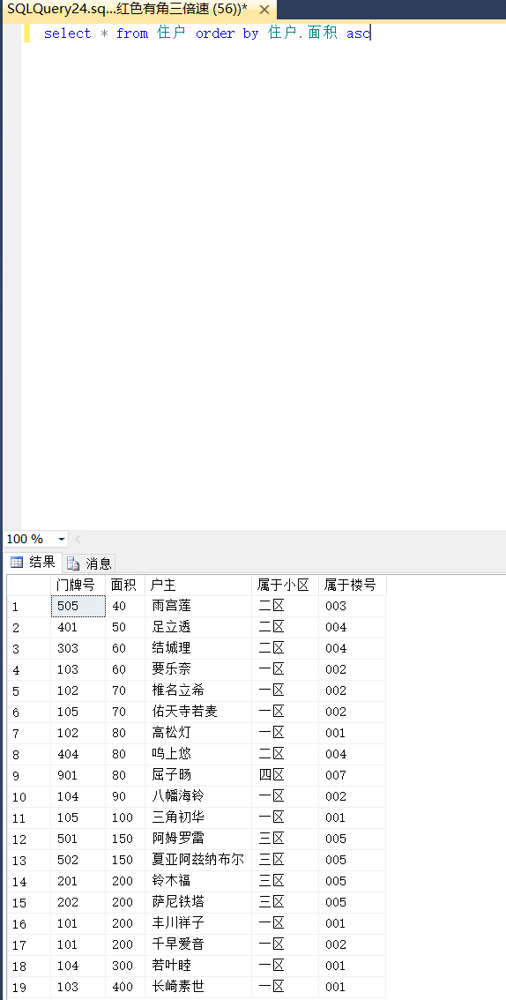 SQLQuery24.sq...红色有角三倍速 (56))*
select * from 住户 order by 住户.面积 asc
100 %
结果 消息
门牌号 面积 户主 属于小区 属于楼号
1 505 40 雨宫莲 二区 003
2 401 50 足立透 二区 004
3 303 60 结城理 二区 004
4 103 60 要乐奈 一区 002
5 102 70 椎名立希 一区 002
6 105 70 佑天寺若麦 一区 002
7 102 80 高松灯 一区 001
8 404 80 鸣上悠 二区 004
9 901 80 屈子旸 四区 007
10 104 90 八幡海铃 一区 002
11 105 100 三角初华 一区 001
12 501 150 阿姆罗雷 三区 005
13 502 150 夏亚阿兹纳布尔 三区 005
14 201 200 铃木福 三区 005
15 202 200 萨尼铁塔 三区 005
16 101 200 丰川祥子 一区 001
17 101 200 千早爱音 一区 002
18 104 300 若叶睦 一区 001
19 103 400 长崎素世 一区 001